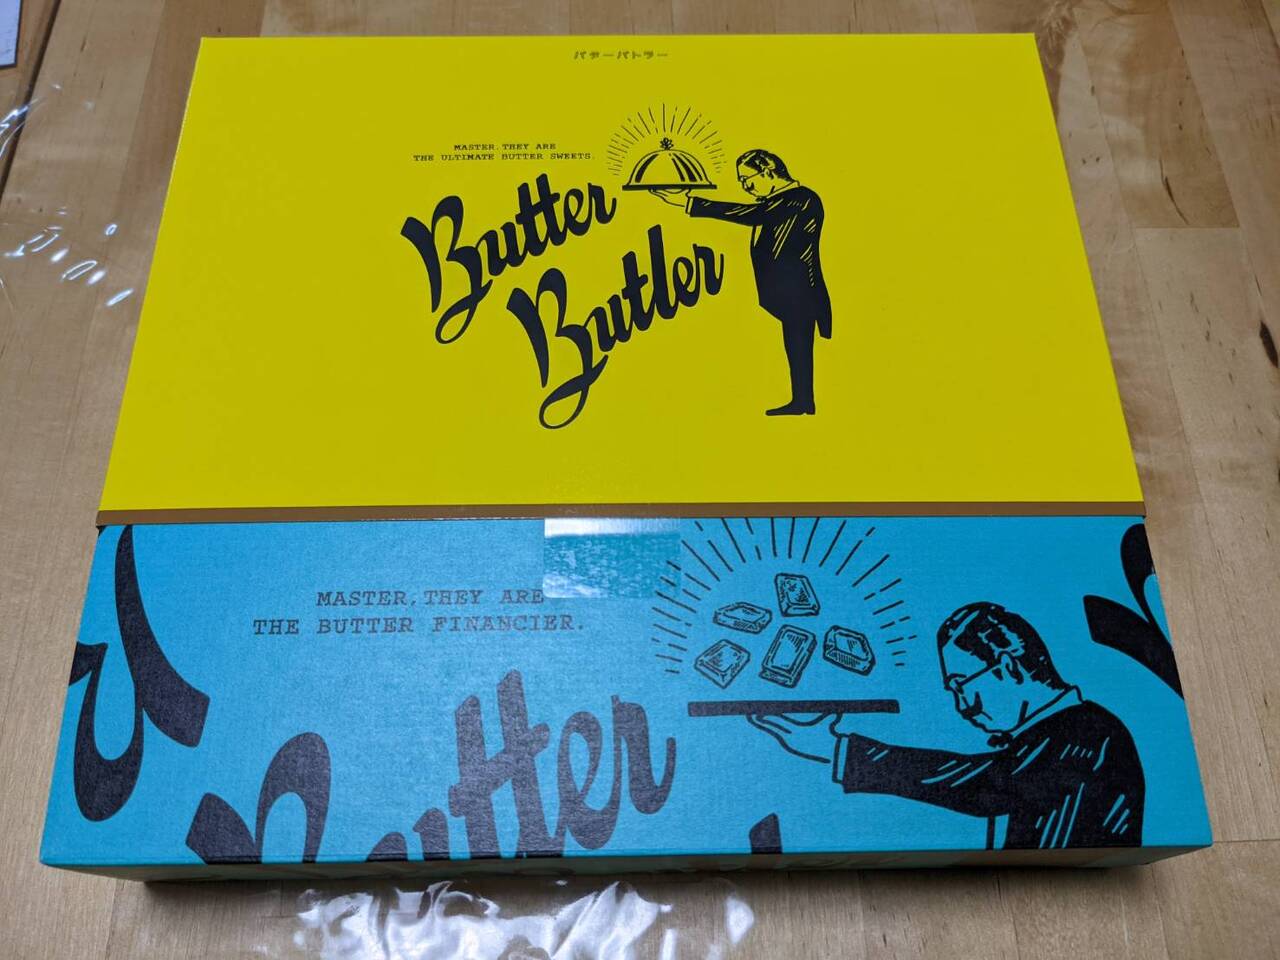 バターバトラー
MASTER, THEY ARE
THE ULTIMATE BUTTER SWEETS.
Butter
Butler
MASTER, THEY ARE
THE BUTTER FINANCIER.
Butter